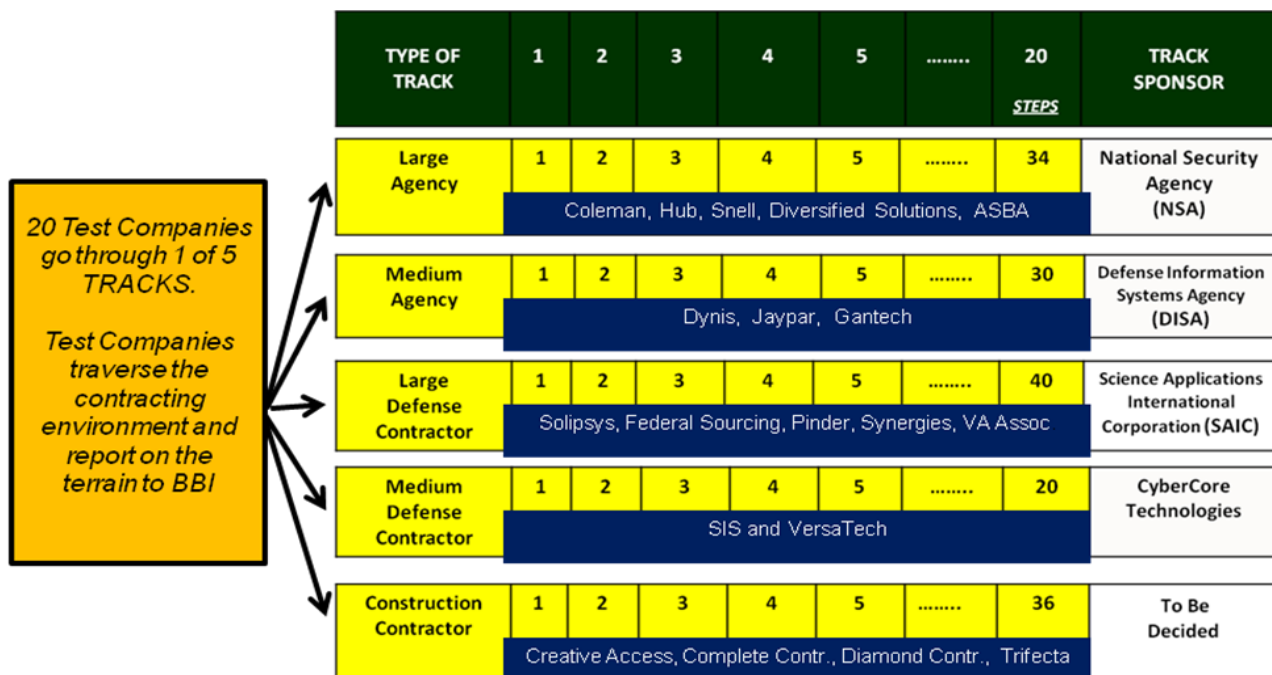 TYPE OF TRACK 1 2 3 4 5 …….. 20 STEPS TRACK SPONSOR
20 Test Companies
go through 1 of 5
TRACKS.
Test Companies
traverse the
contracting
environment and
report on the
terrain to BBI
Large Agency 1 2 3 4 5 …….. 34 National Security Agency (NSA)
Coleman, Hub, Snell, Diversified Solutions, ASBA
Medium Agency 1 2 3 4 5 …….. 30 Defense Information Systems Agency (DISA)
Dynis, Jaypar, Gantech
Large Defense Contractor 1 2 3 4 5 …….. 40 Science Applications International Corporation (SAIC)
Solipsys, Federal Sourcing, Pinder, Synergies, VA Assoc
Medium Defense Contractor 1 2 3 4 5 …….. 20 CyberCore Technologies
SIS and VersaTech
Construction Contractor 1 2 3 4 5 …….. 36 To Be Decided
Creative Access, Complete Contr., Diamond Contr., Trifecta